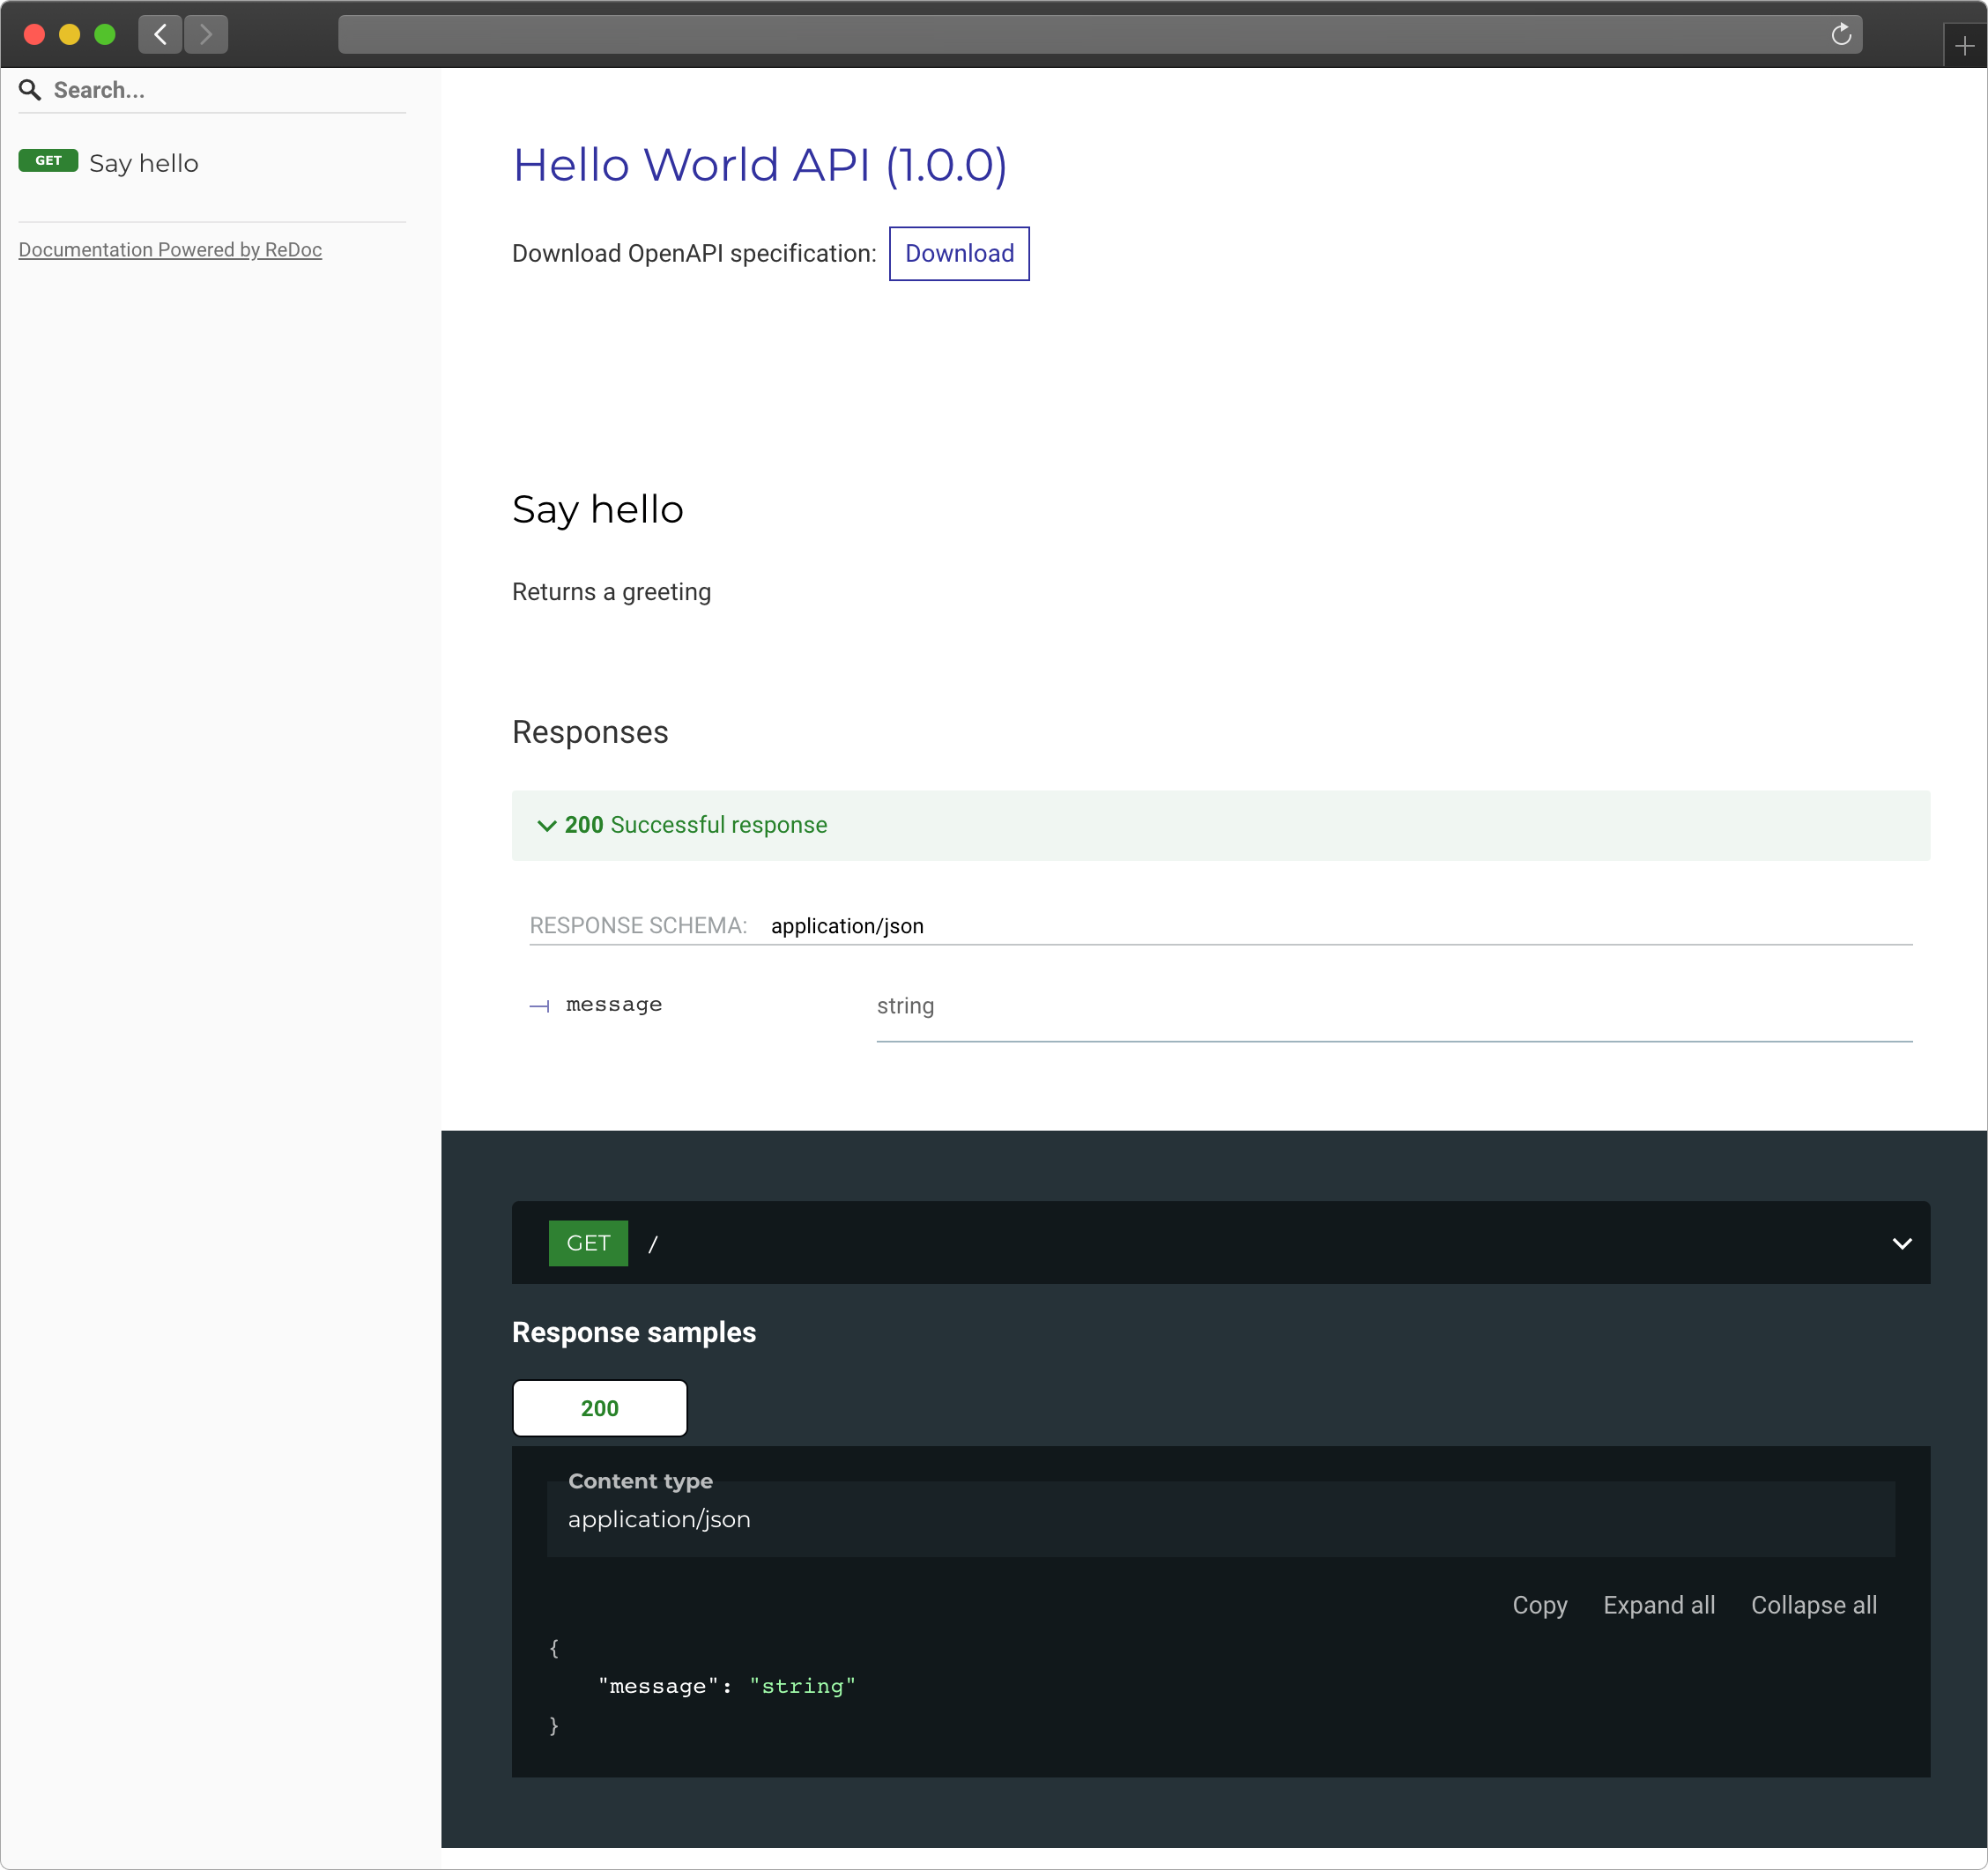 Search...
GET Say hello
Documentation Powered by ReDoc
Hello World API (1.0.0)
Download OpenAPI specification: Download
Say hello
Returns a greeting
Responses
200 Successful response
RESPONSE SCHEMA: application/json
message string
GET /
Response samples
200
Content type
application/json
Copy Expand all Collapse all
{
"message": "string"
}